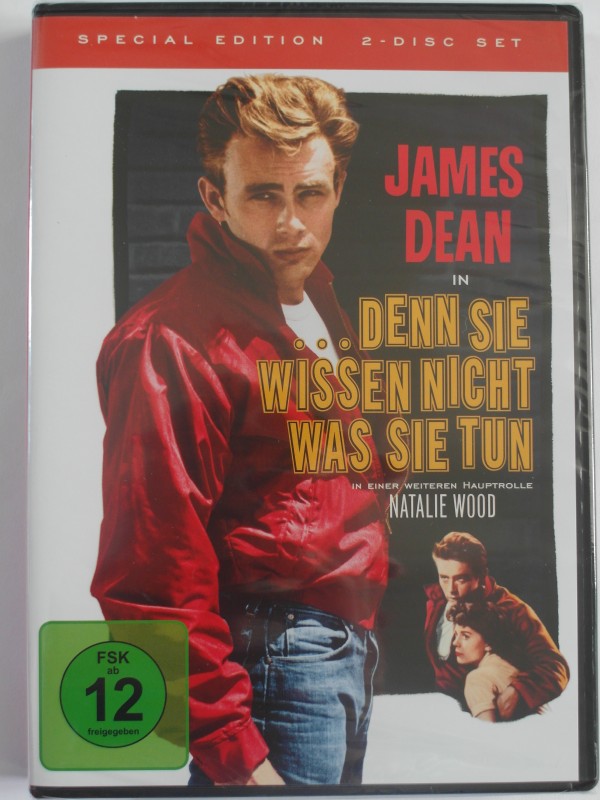 SPECIAL EDITION 2-DISC SET
JAMES
DEAN
IN
...DENN SIE
WISSEN NICHT
WAS SIE TUN
IN EINER WEITEREN HAUPTROLLE
NATALIE WOOD
FSK
ab
12
freigegeben